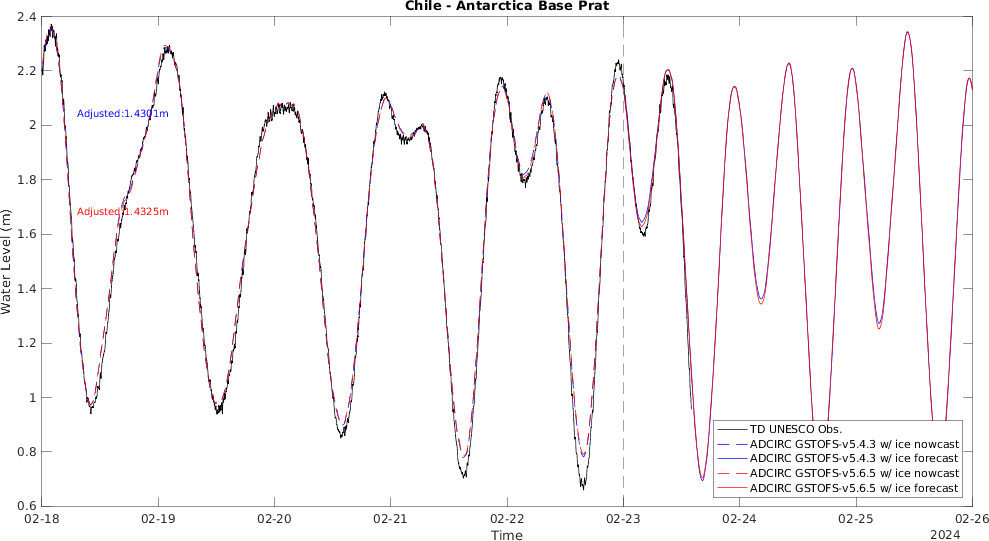 Chile - Antarctica Base Prat
Water Level (m)
2.4
2.2
2
1.8
1.6
1.4
1.2
1
0.8
0.6
Adjusted:1.4301m
Adjusted:1.4325m
TD UNESCO Obs.
ADCIRC GSTOFS-v5.4.3 w/ ice nowcast
ADCIRC GSTOFS-v5.4.3 w/ ice forecast
ADCIRC GSTOFS-v5.6.5 w/ ice nowcast
ADCIRC GSTOFS-v5.6.5 w/ ice forecast
02-18 02-19 02-20 02-21 02-22 02-23 02-24 02-25 02-26
Time
2024